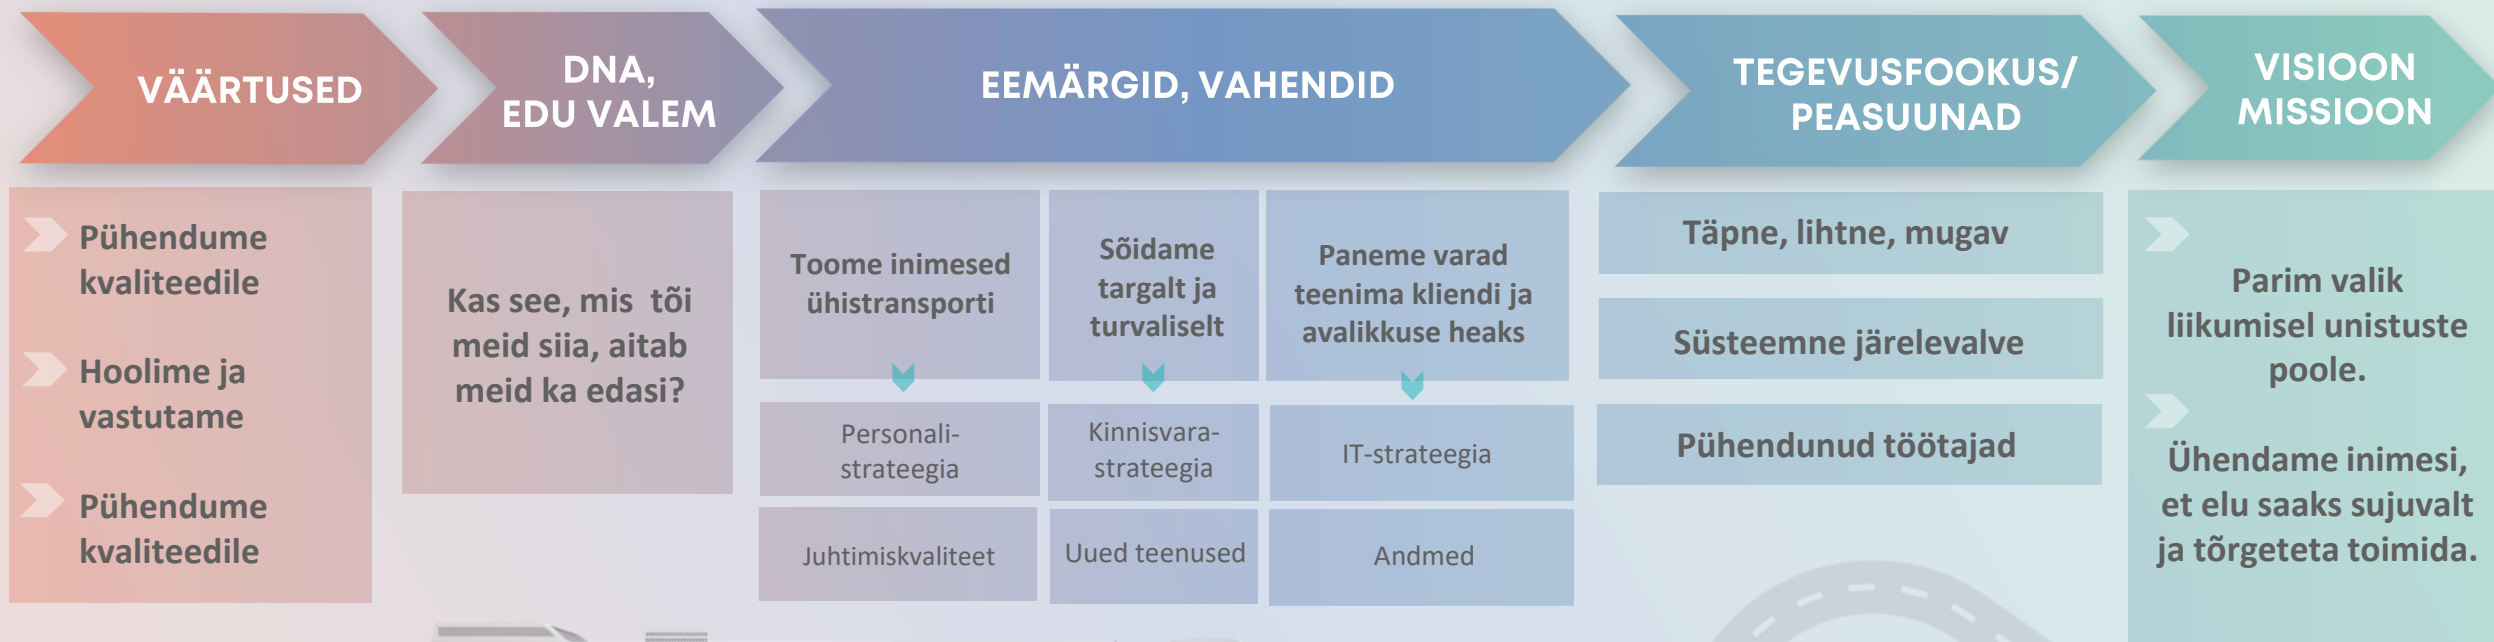 VÄÄRTUSED
DNA,
EDU VALEM
EEMÄRGID, VAHENDID
TEGEVUSFOOKUS/
PEASUUNAD
VISIOON
MISSIOON
Pühendume
kvaliteedile
Hoolime ja
vastutame
Pühendume
kvaliteedile
Kas see, mis tõi
meid siia, aitab
meid ka edasi?
Toome inimesed
ühistransporti
Personali-
strateegia
Juhtimiskvaliteet
Sõidame
targalt ja
turvaliselt
Kinnisvara-
strateegia
Uued teenused
Paneme varad
teenima kliendi ja
avalikkuse heaks
IT-strateegia
Andmed
Täpne, lihtne, mugav
Süsteemne järelevalve
Pühendunud töötajad
Parim valik
liikumisel unistuste
poole.
Ühendame inimesi,
et elu saaks sujuvalt
ja tõrgeteta toimida.